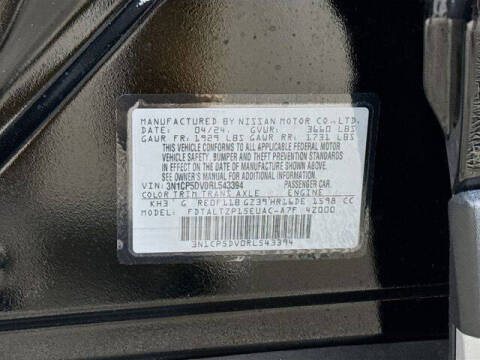 MANUFACTURED BY NISSAN MOTOR CO., LTD.
DATE: 04/24 GVWR: 3660 LBS
GAWR FR: 1929 LBS GAWR RR: 1731 LBS
THIS VEHICLE CONFORMS TO ALL APPLICABLE FEDERAL MOTOR
VEHICLE SAFETY, BUMPER AND THEFT PREVENTION STANDARDS IN
EFFECT ON THE DATE OF MANUFACTURE SHOWN ABOVE.
SEE OWNER'S MANUAL FOR ADDITIONAL INFORMATION
VIN: 3N1CP5DV0RL543394 PASSENGER CAR.
COLOR TRIM TRANS AXLE ENGINE
KH3 G RE0F11B GZ39 HR16DE 1598 CC
MODEL: FDTALTZP15EUAC-A7F 42000
3N1CP5DV0RL543394